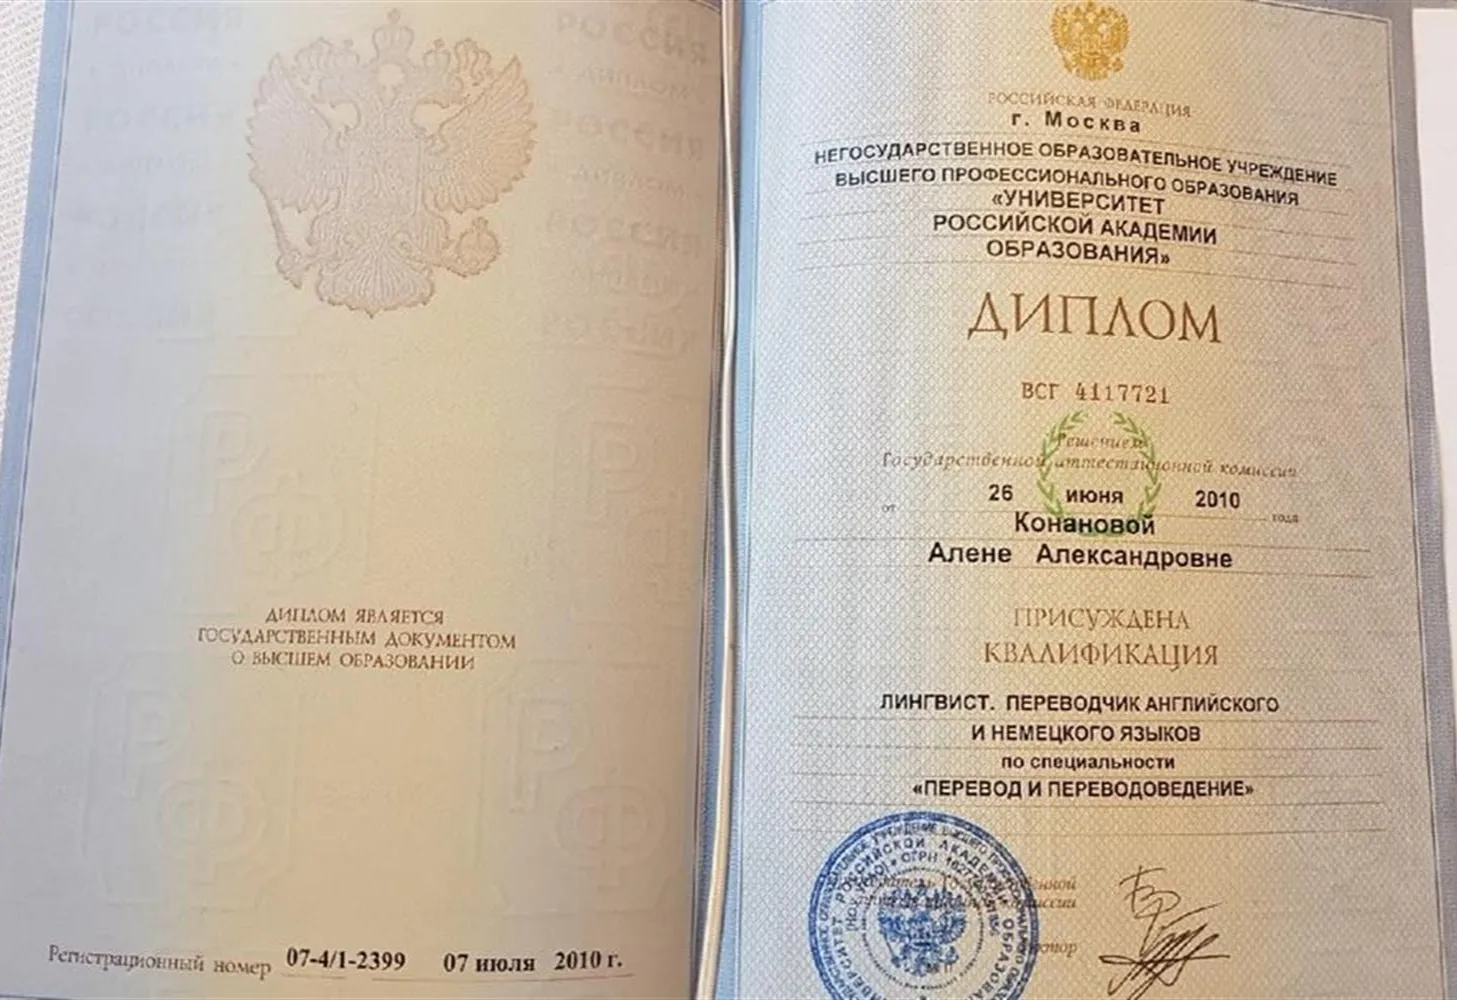 ДИПЛОМ ЯВЛЯЕТСЯ
ГОСУДАРСТВЕННЫМ ДОКУМЕНТОМ
О ВЫСШЕМ ОБРАЗОВАНИИ
Регистрационный номер 07-4/1-2399 07 июля 2010 г.
РОССИЙСКАЯ ФЕДЕРАЦИЯ
г. Москва
НЕГОСУДАРСТВЕННОЕ ОБРАЗОВАТЕЛЬНОЕ УЧРЕЖДЕНИЕ
ВЫСШЕГО ПРОФЕССИОНАЛЬНОГО ОБРАЗОВАНИЯ
«УНИВЕРСИТЕТ
РОССИЙСКОЙ АКАДЕМИИ
ОБРАЗОВАНИЯ»
ДИПЛОМ
ВСГ 4117721
Решением
Государственной аттестационной комиссии
от 26 июня 2010 года
Конановой
Алене Александровне
ПРИСУЖДЕНА
КВАЛИФИКАЦИЯ
ЛИНГВИСТ. ПЕРЕВОДЧИК АНГЛИЙСКОГО
И НЕМЕЦКОГО ЯЗЫКОВ
по специальности
«ПЕРЕВОД И ПЕРЕВОДОВЕДЕНИЕ»